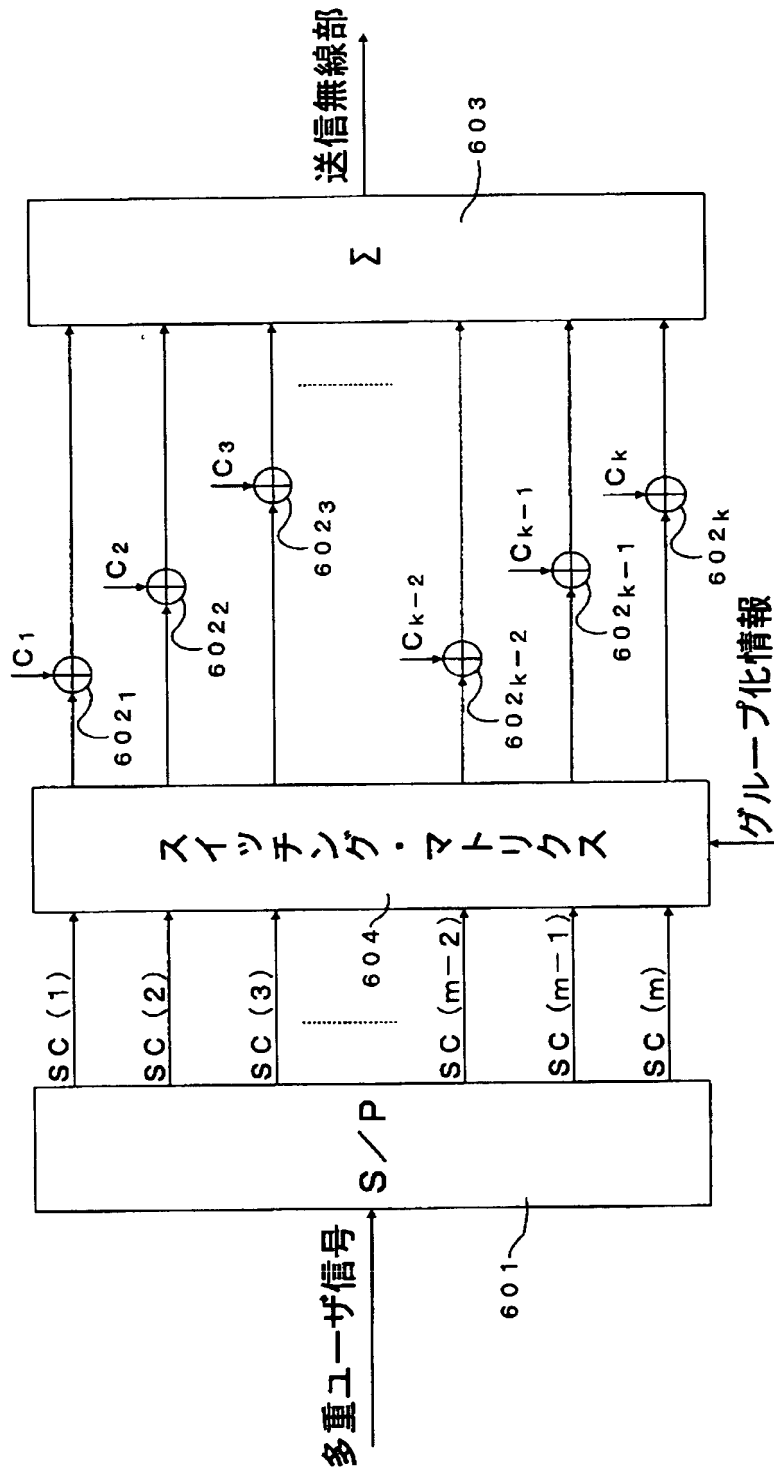 多重ユーザ信号
S/P
601
SC (1)
SC (2)
SC (3)
SC (m-2)
SC (m-1)
SC (m)
スイッチング・マトリクス
604
グループ化情報
C1
C2
C3
Ck-2
Ck-1
Ck
6021
6022
6023
602k-2
602k-1
602k
Σ
603
送信無線部